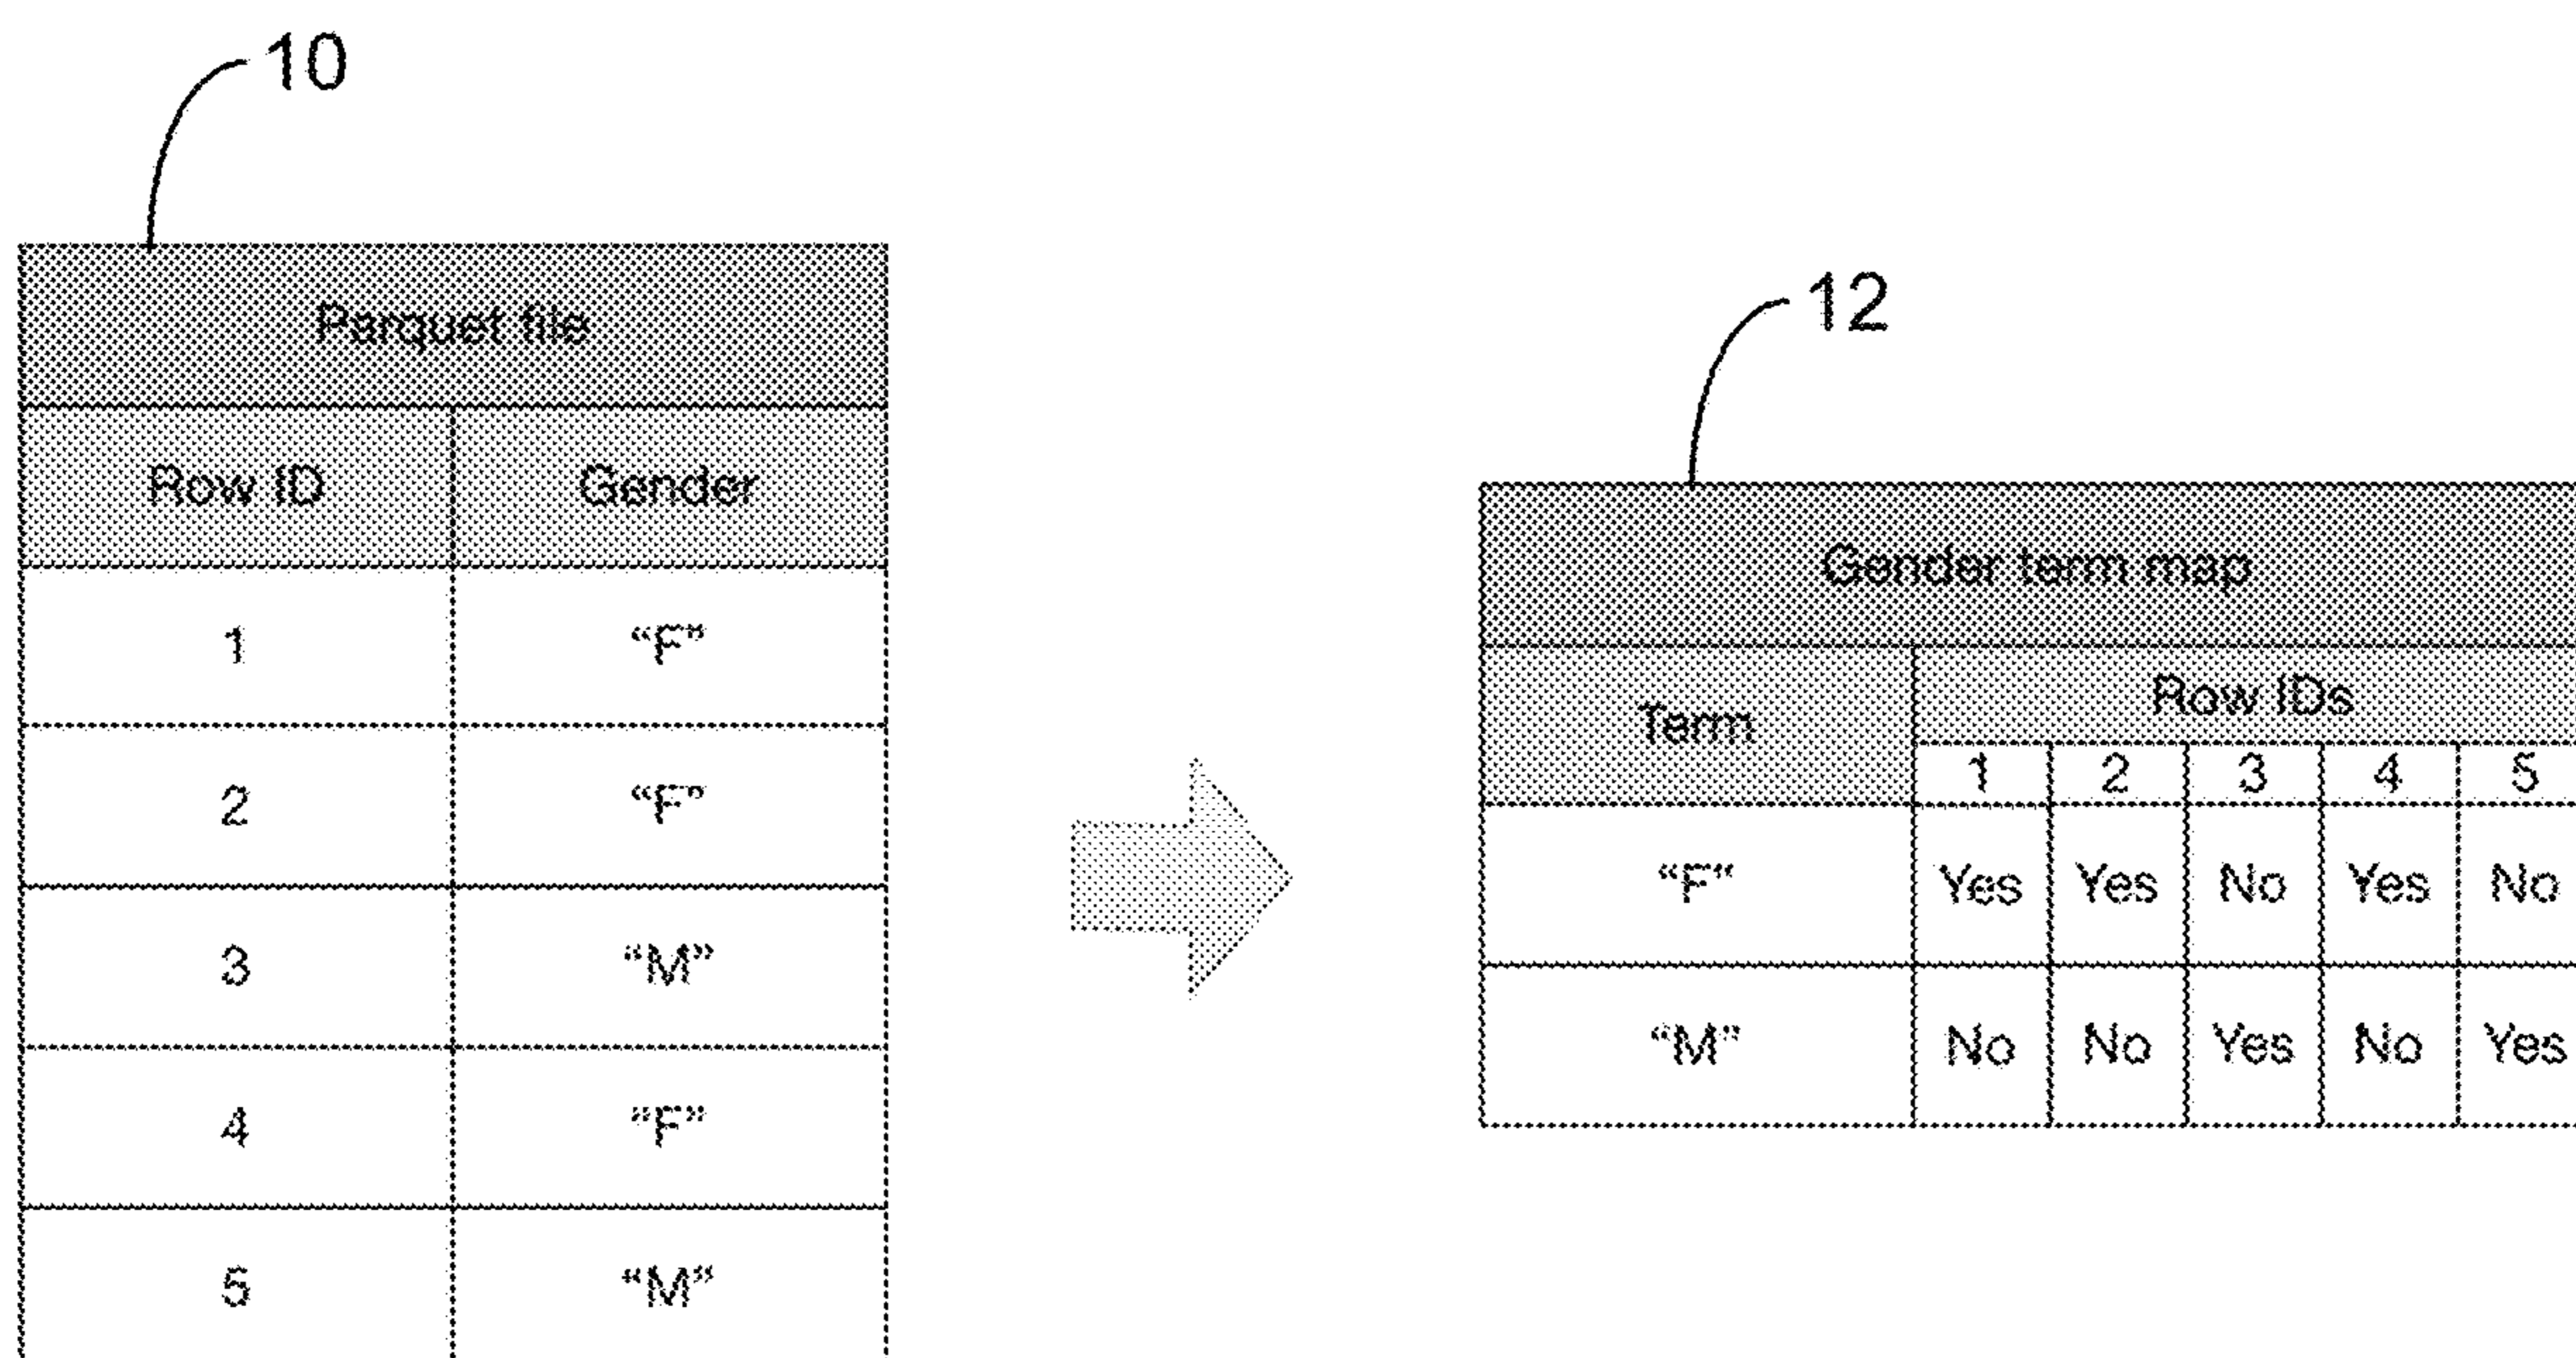 10
Parquet file
Row ID Gender
1 “F”
2 “F”
3 “M”
4 “F”
5 “M”
12
Gender term map
Term Row IDs
1 2 3 4 5
“F” Yes Yes No Yes No
“M” No No Yes No Yes